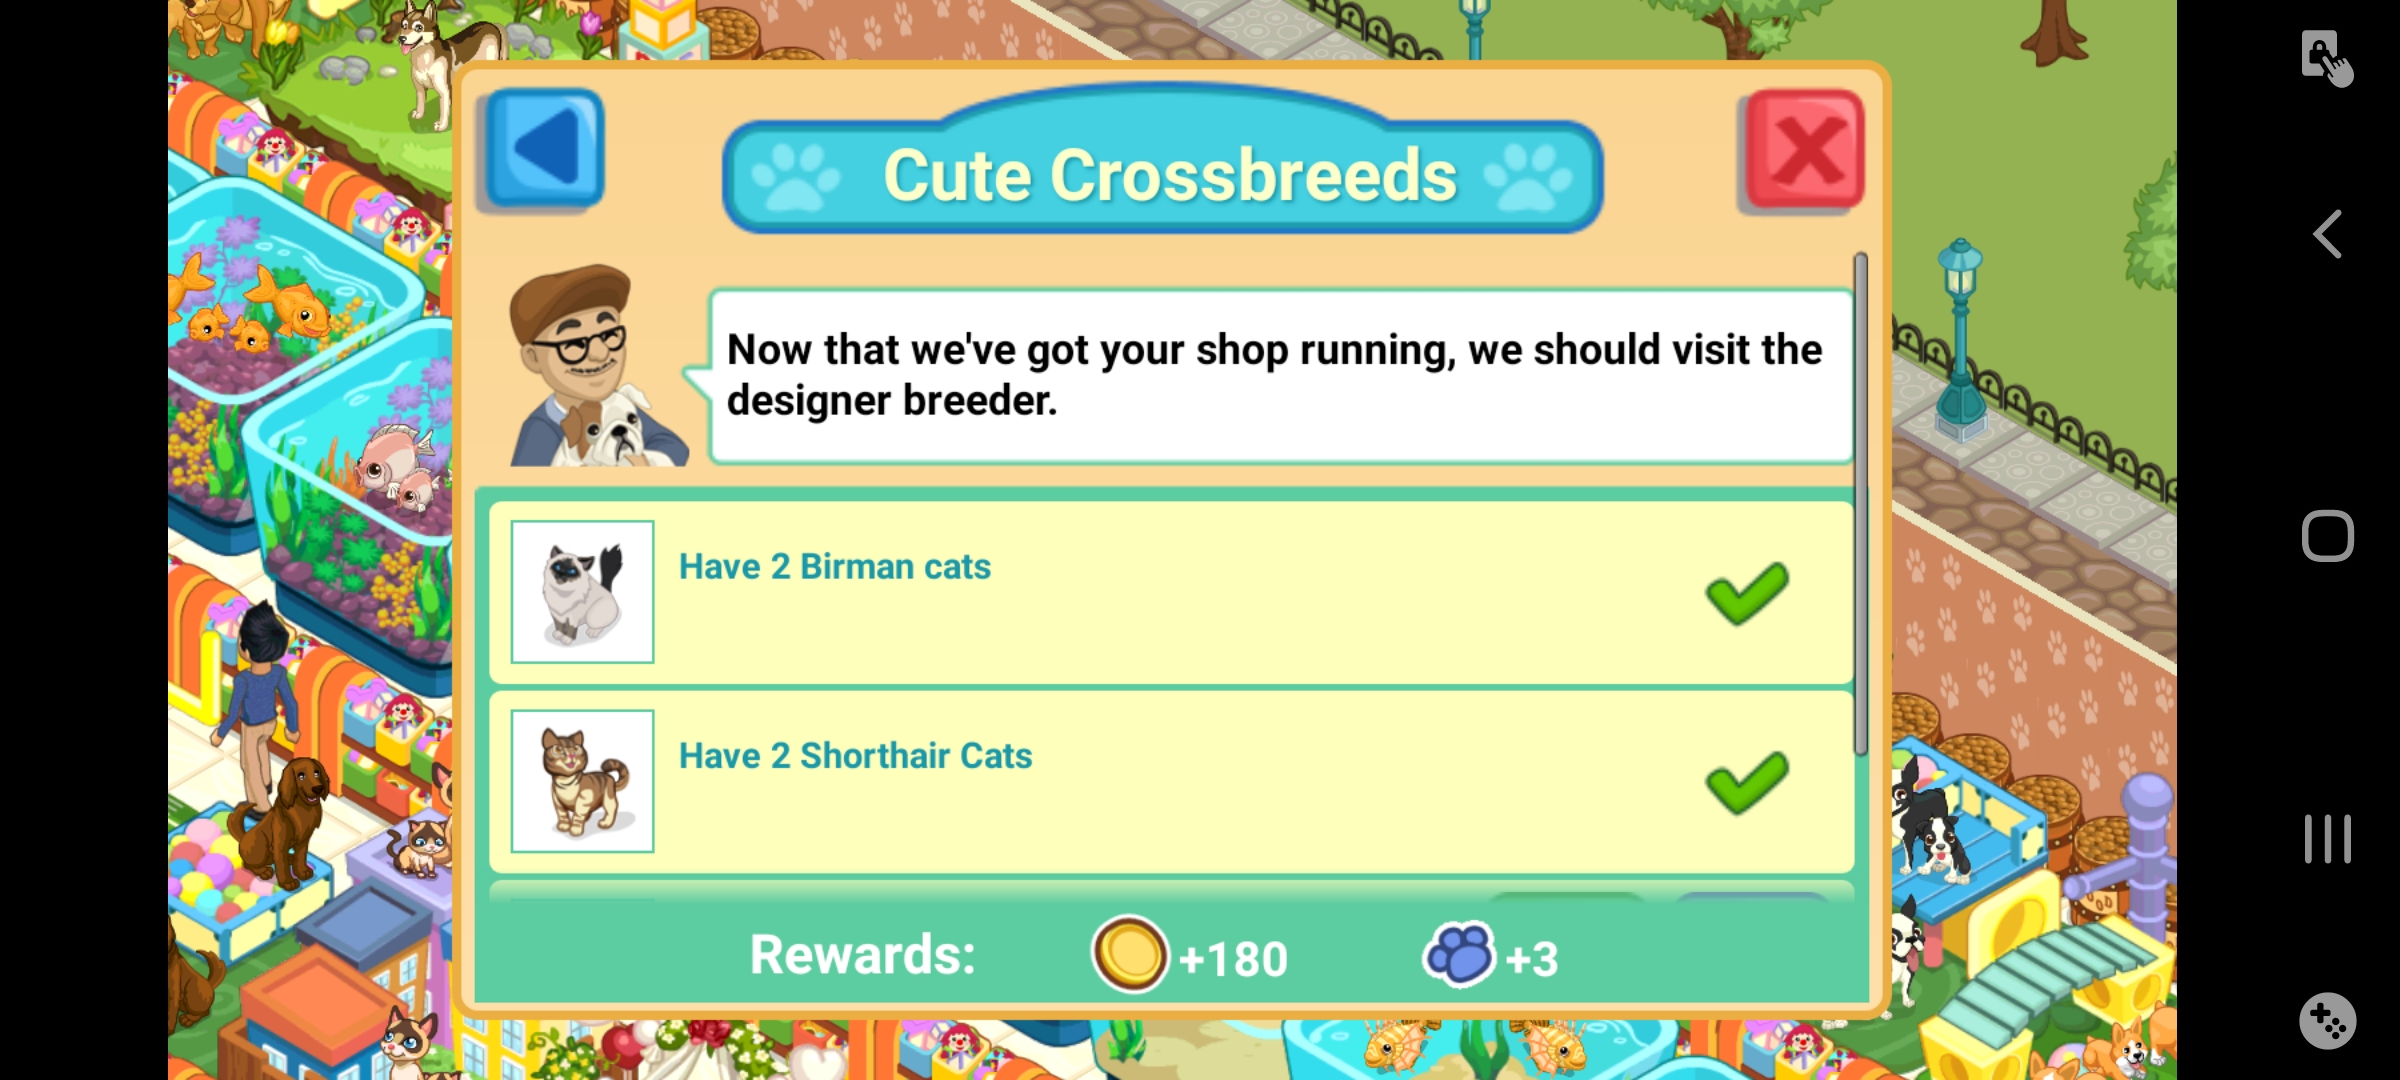 Cute Crossbreeds
Now that we've got your shop running, we should visit the
designer breeder.
Have 2 Birman cats
Have 2 Shorthair Cats
Rewards:
+180
+3